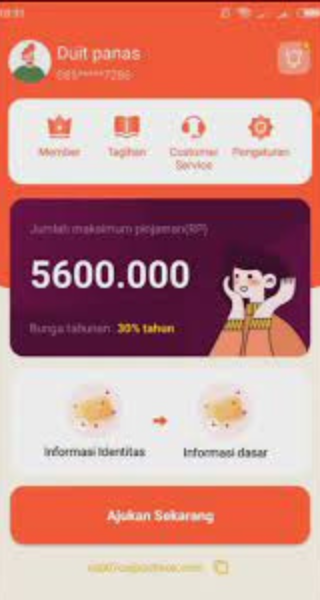 Duit panas
085*****7286
Member
Tagihan
Customer
Service
Pengaturan
Jumlah maksimum pinjaman(RP)
5600.000
Bunga tahunan 30% tahun
Informasi Identitas
Informasi dasar
Ajukan Sekarang